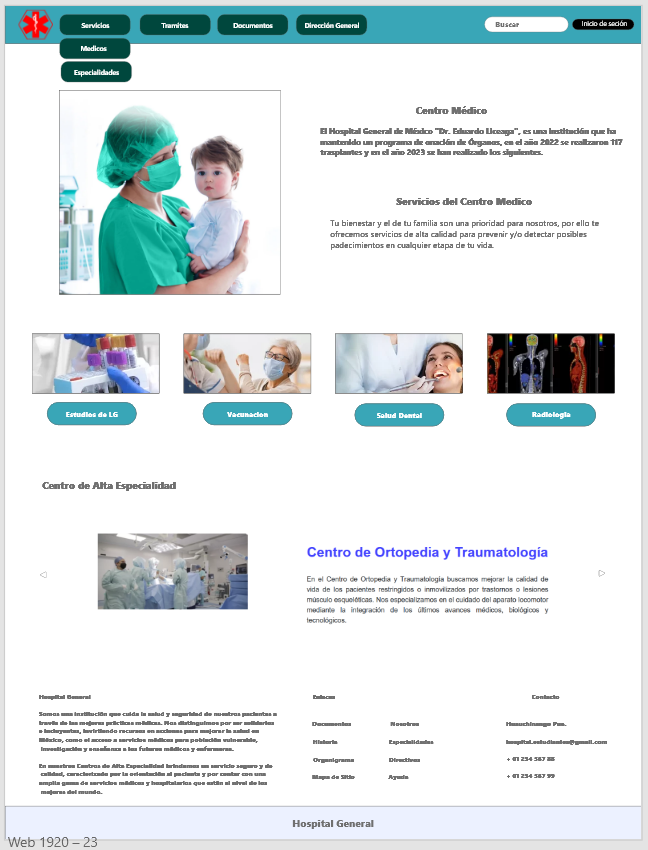 Servicios
Tramites
Documentos
Dirección General
Buscar
Inicio de seción
Medicos
Especialidades
Centro Médico
El Hospital General de México "Dr. Eduardo Liceaga", es una institución que ha
mantenido un programa de onación de Órganos, en el año 2022 se realizaron 117
trasplantes y en el año 2023 se han realizado los siguientes.
Servicios del Centro Medico
Tu bienestar y el de tu familia son una prioridad para nosotros, por ello te
ofrecemos servicios de alta calidad para prevenir y/o detectar posibles
padecimientos en cualquier etapa de tu vida.
Estudios de LG
Vacunacion
Salud Dental
Radiologia
Centro de Alta Especialidad
Centro de Ortopedia y Traumatología
En el Centro de Ortopedia y Traumatología buscamos mejorar la calidad de
vida de los pacientes restringidos o inmovilizados por trastornos o lesiones
músculo esqueléticas. Nos especializamos en el cuidado del aparato locomotor
mediante la integración de los últimos avances médicos, biológicos y
tecnológicos.
Hospital General
Somos una institución que cuida la salud y seguridad de nuestros pacientes a
través de las mejores prácticas médicas. Nos distinguimos por ser solidarios
e incluyentes, invirtiendo recursos en acciones para mejorar la salud en
México, como el acceso a servicios médicos para población vulnerable,
investigación y enseñanza a los futuros médicos y enfermeras.
En nuestros Centros de Alta Especialidad brindamos un servicio seguro y de
calidad, caracterizado por la orientación al paciente y por contar con una
amplia gama de servicios médicos y hospitalarios que están al nivel de los
mejores del mundo.
Enlaces
Documentos
Nosotros
Historia
Especialidades
Organigrama
Directivos
Mapa de Sitio
Ayuda
Contacto
Huauchinango Pue.
hospital.estudiantes@gmail.com
+ 01 234 567 88
+ 01 234 567 99
Hospital General
Web 1920 – 23